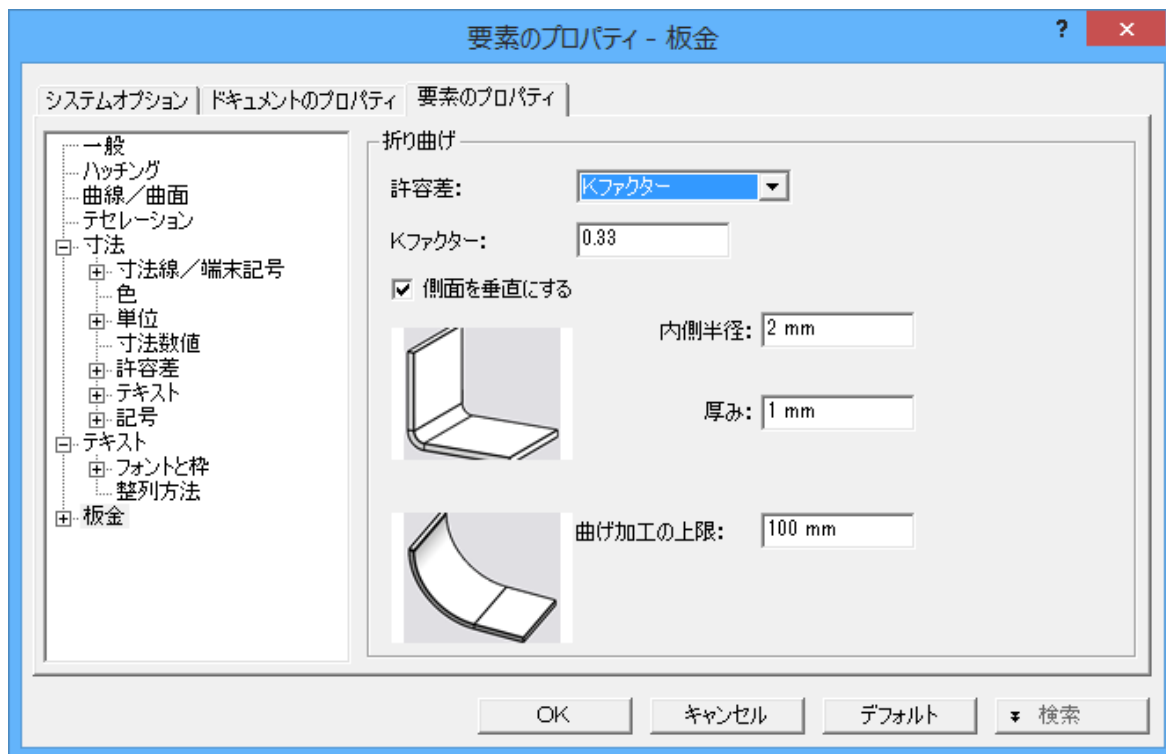 要素のプロパティ - 板金
?
×
システムオプション
ドキュメントのプロパティ
要素のプロパティ
一般
ハッチング
曲線／曲面
テセレーション
寸法
寸法線／端末記号
色
単位
寸法数値
許容差
テキスト
記号
テキスト
フォントと枠
整列方法
板金
折り曲げ
許容差:
Kファクター
Kファクター:
0.33
側面を垂直にする
内側半径:
2 mm
厚み:
1 mm
曲げ加工の上限:
100 mm
OK
キャンセル
デフォルト
検索